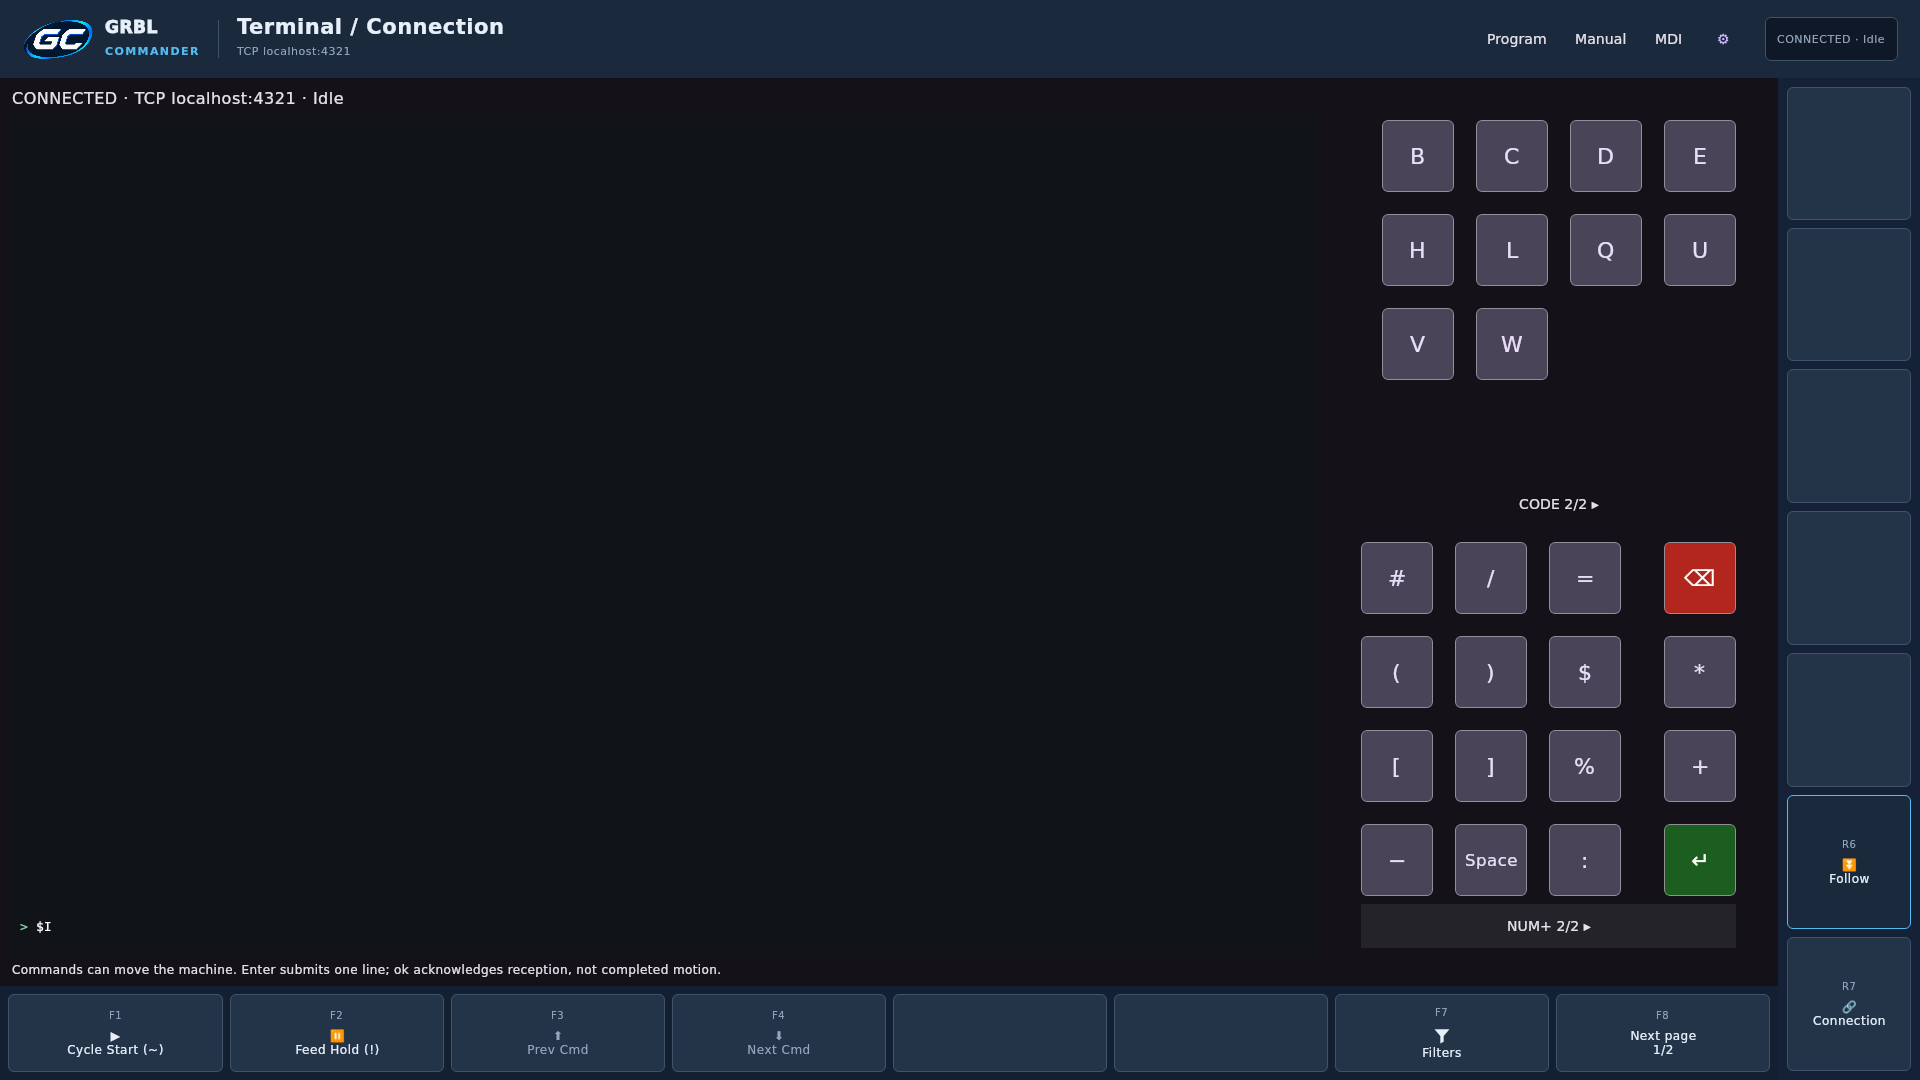 GC
GRBL
COMMANDER
Terminal / Connection
TCP localhost:4321
Program
Manual
MDI
CONNECTED · Idle
CONNECTED · TCP localhost:4321 · Idle
B C D E
H L Q U
V W
CODE 2/2 ▸
# / = ⌫
( ) $ *
[ ] % +
− Space : ↵
NUM+ 2/2 ▸
> $I
Commands can move the machine. Enter submits one line; ok acknowledges reception, not completed motion.
R6
Follow
R7
Connection
F1
Cycle Start (~)
F2
Feed Hold (!)
F3
Prev Cmd
F4
Next Cmd
F7
Filters
F8
Next page
1/2